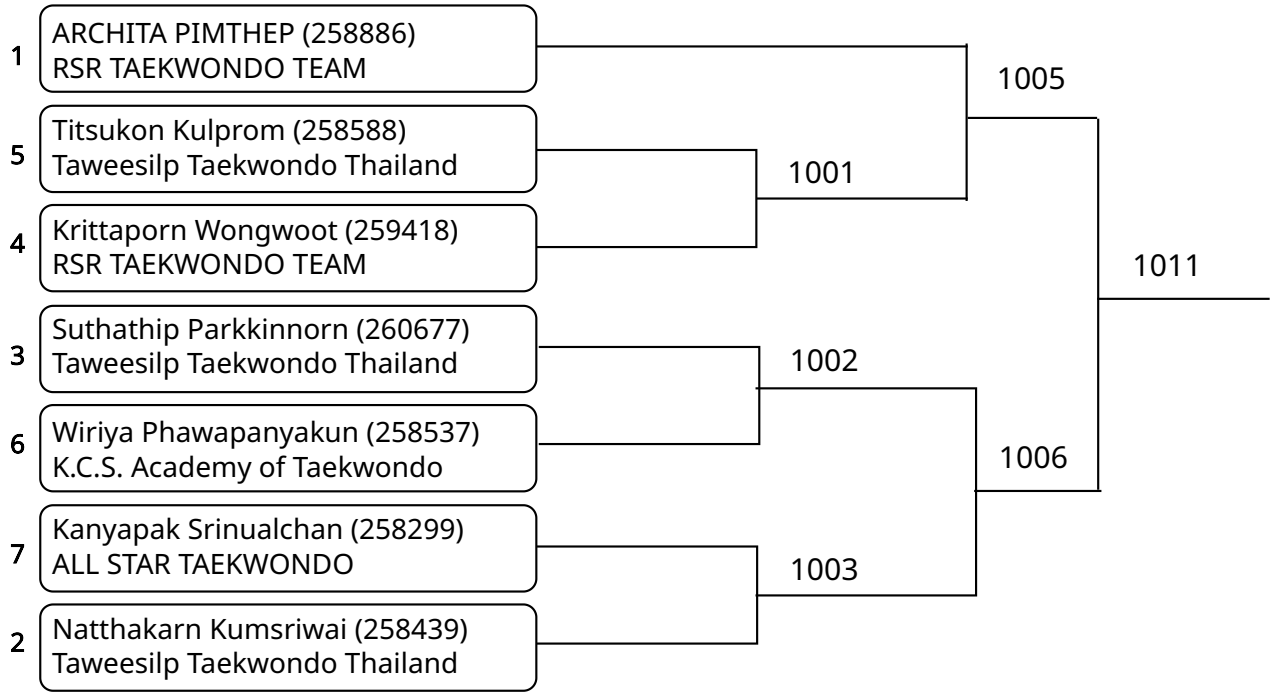 1
ARCHITA PIMTHEP (258886)
RSR TAEKWONDO TEAM
1005
5
Titsukon Kulprom (258588)
Taweesilp Taekwondo Thailand
1001
4
Krittaporn Wongwoot (259418)
RSR TAEKWONDO TEAM
1011
3
Suthathip Parkkinnorn (260677)
Taweesilp Taekwondo Thailand
1002
6
Wiriya Phawapanyakun (258537)
K.C.S. Academy of Taekwondo
1006
7
Kanyapak Srinualchan (258299)
ALL STAR TAEKWONDO
1003
2
Natthakarn Kumsriwai (258439)
Taweesilp Taekwondo Thailand